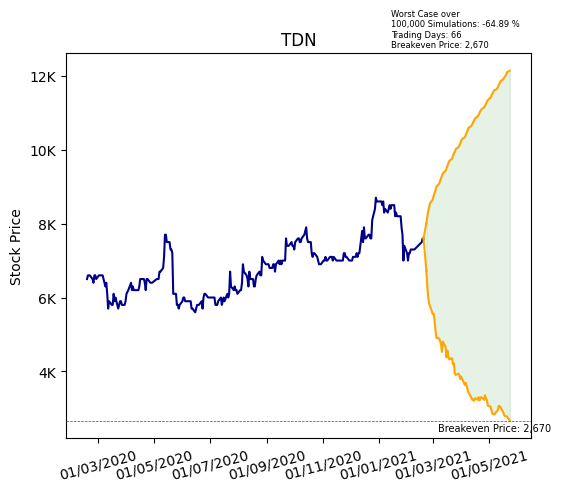 Worst Case over
100,000 Simulations: -64.89 %
Trading Days: 66
Breakeven Price: 2,670
TDN
Stock Price
12K
10K
8K
6K
4K
Breakeven Price: 2,670
01/03/2020 01/05/2020 01/07/2020 01/09/2020 01/11/2020 01/01/2021 01/03/2021 01/05/2021